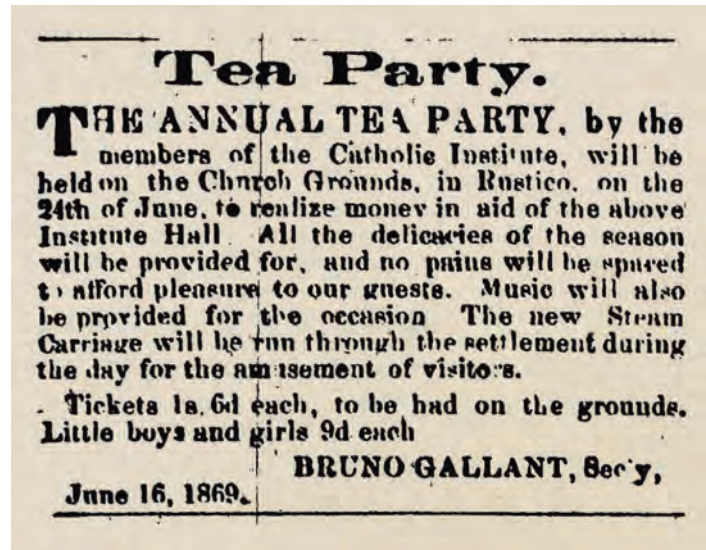 Tea Party.
THE ANNUAL TEA PARTY, by the
members of the Catholic Institute, will be
held on the Church Grounds, in Rustico, on the
24th of June, to realize money in aid of the above
Institute Hall. All the delicacies of the season
will be provided for, and no pains will be spared
to afford pleasure to our guests. Music will also
be provided for the occasion The new Steam
Carriage will be run through the settlement during
the day for the amusement of visitors.
Tickets 1s. 6d each, to be had on the grounds.
Little boys and girls 9d each
BRUNO GALLANT, Sec'y,
June 16, 1869.